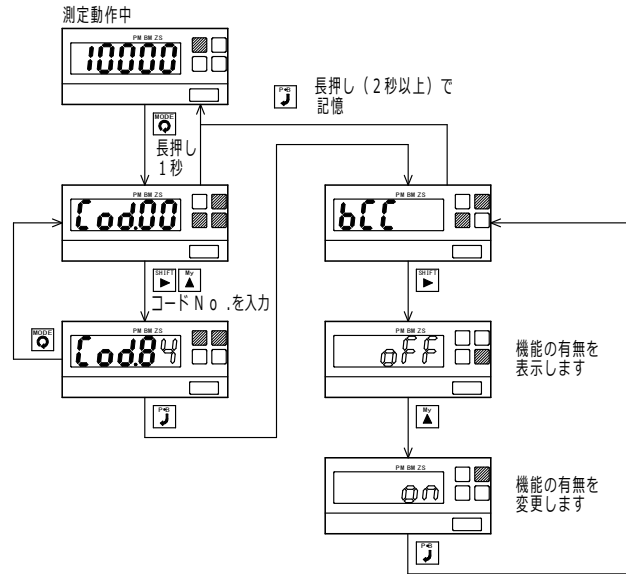 測定動作中
PM BM ZS
10000
MODE
長押し
1秒
P•B
長押し(2秒以上)で
記憶
PM BM ZS
Cod.00
SHIFT
My
コードNo.を入力
MODE
PM BM ZS
Cod.84
P•B
PM BM ZS
bCC
SHIFT
PM BM ZS
oFF
機能の有無を
表示します
My
PM BM ZS
on
機能の有無を
変更します
P•B